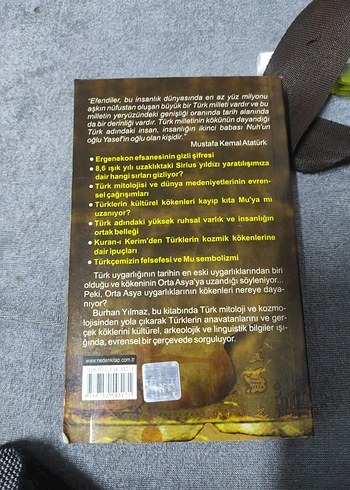 "Efendiler, bu insanlık dünyasında en az yüz milyonu
aşkın nüfustan oluşan büyük bir Türk milleti vardır ve bu
milletin yeryüzündeki genişliği oranında tarih alanında
da bir derinliği vardır. Türk milletinin kökünün dayandığı
Türk adındaki insan, insanlığın ikinci babası Nuh'un
oğlu Yasef'in oğlu olan kişidir."
Mustafa Kemal Atatürk
● Ergenekon efsanesinin gizli şifresi
● 8,6 ışık yılı uzaklıktaki Sirius yıldızı yaratılışımıza
dair hangi sırları gizliyor?
● Türk mitolojisi ve dünya medeniyetlerinin evren-
sel çağrışımları
● Türklerin kültürel kökenleri kayıp kıta Mu'ya mı
uzanıyor?
● Türk adındaki yüksek ruhsal varlık ve insanlığın
ortak belleği
● Kuran-ı Kerim'den Türklerin kozmik kökenlerine
dair ipuçları
● Türkçemizin felsefesi ve Mu sembolizmi
Türk uygarlığının tarihin en eski uygarlıklarından biri
olduğu ve kökeninin Orta Asya'ya uzandığı söyleniyor...
Peki, Orta Asya uygarlıklarının kökenleri nereye daya-
nıyor?
Burhan Yılmaz, bu kitabında Türk mitoloji ve kozmo-
lojisinden yola çıkarak Türklerin anavatanlarını ve ger-
çek köklerini kültürel, arkeolojik ve linguistik bilgiler ışı-
ğında, evrensel bir çerçevede sorguluyor.
www.nedenkitap.com.tr